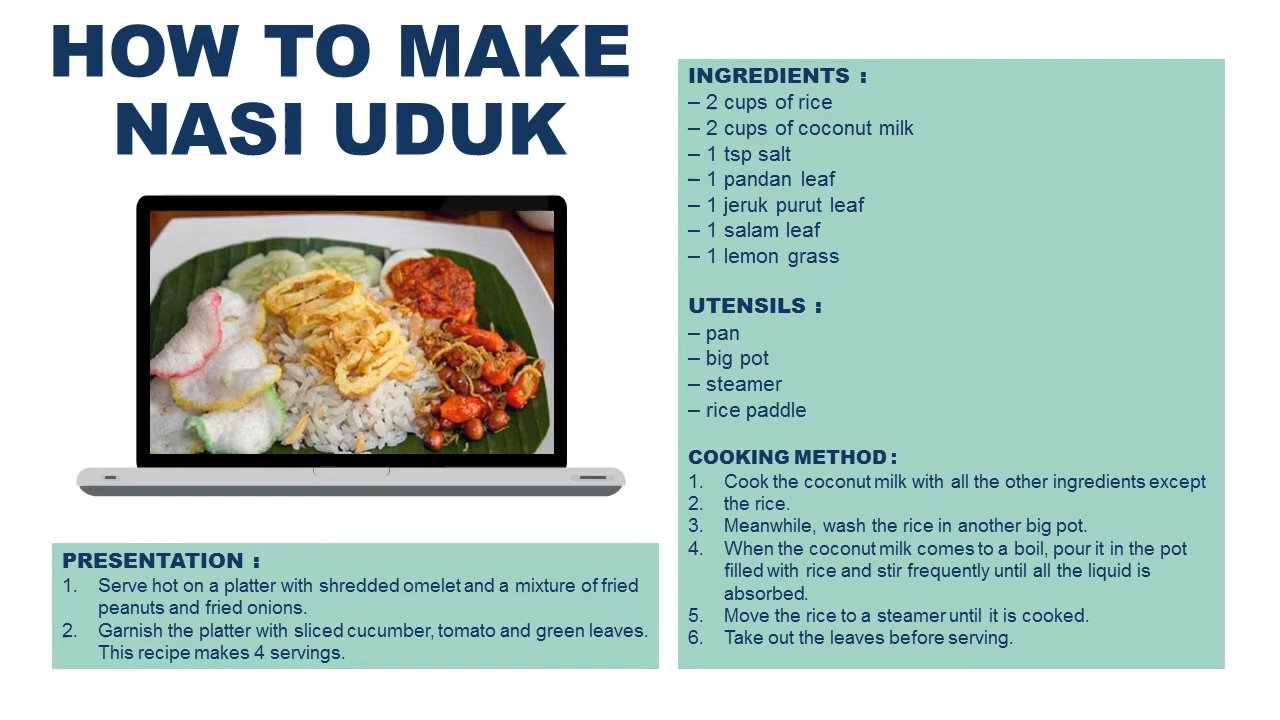 HOW TO MAKE
NASI UDUK
INGREDIENTS :
– 2 cups of rice
– 2 cups of coconut milk
– 1 tsp salt
– 1 pandan leaf
– 1 jeruk purut leaf
– 1 salam leaf
– 1 lemon grass
UTENSILS :
– pan
– big pot
– steamer
– rice paddle
COOKING METHOD :
1. Cook the coconut milk with all the other ingredients except
2. the rice.
3. Meanwhile, wash the rice in another big pot.
4. When the coconut milk comes to a boil, pour it in the pot
filled with rice and stir frequently until all the liquid is
absorbed.
5. Move the rice to a steamer until it is cooked.
6. Take out the leaves before serving.
PRESENTATION :
1. Serve hot on a platter with shredded omelet and a mixture of fried
peanuts and fried onions.
2. Garnish the platter with sliced cucumber, tomato and green leaves.
This recipe makes 4 servings.